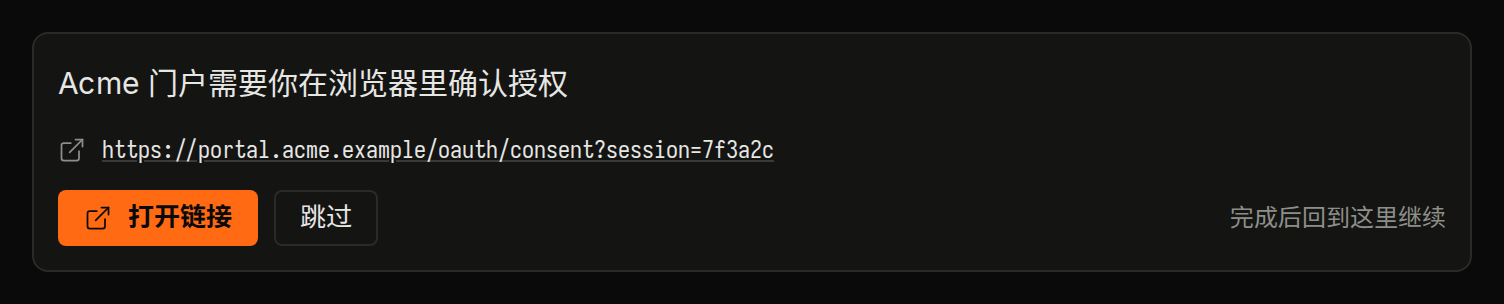 Acme 门户需要你在浏览器里确认授权
https://portal.acme.example/oauth/consent?session=7f3a2c
打开链接
跳过
完成后回到这里继续